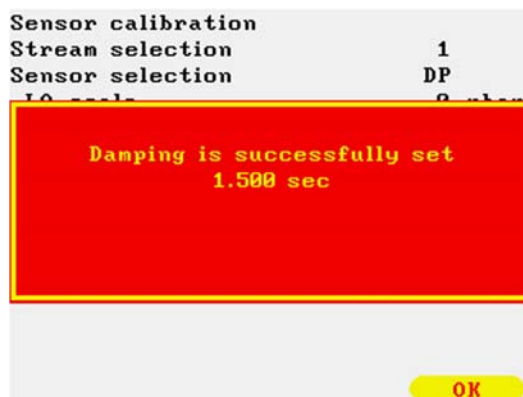 Sensor calibration
Stream selection 1
Sensor selection DP
Damping is successfully set
1.500 sec
OK